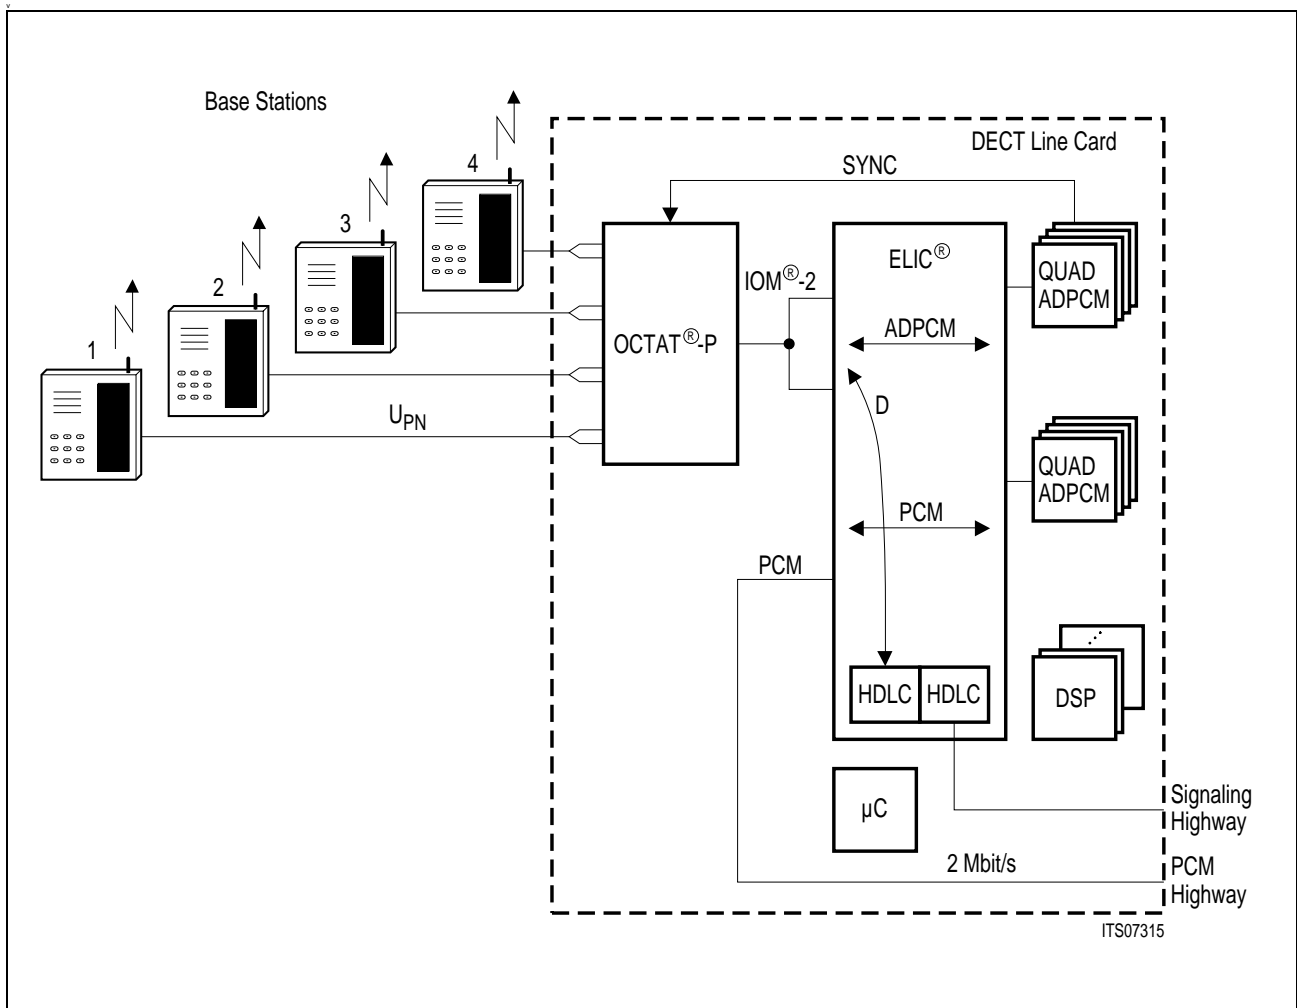 v
Base Stations
DECT Line Card
4
SYNC
3
ELIC®
QUAD
ADPCM
IOM®-2
2
ADPCM
OCTAT®-P
1
D
UPN
QUAD
ADPCM
PCM
PCM
HDLC
HDLC
DSP
µC
Signaling
Highway
2 Mbit/s
PCM
Highway
ITS07315